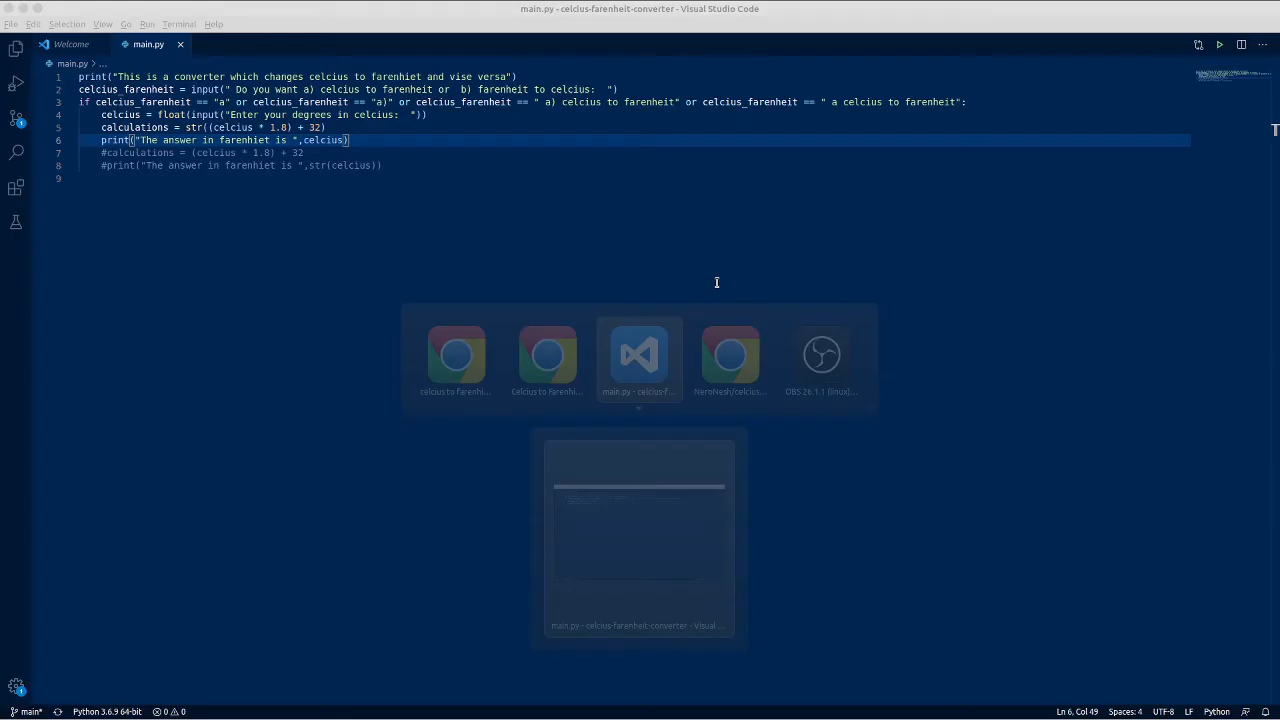 main.py - celcius-farenheit-converter - Visual Studio Code
File Edit Selection View Go Run Terminal Help
Welcome main.py
main.py > ...
1 print("This is a converter which changes celcius to farenhiet and vise versa")
2 celcius_farenheit = input(" Do you want a) celcius to farenheit or  b) farenheit to celcius:  ")
3 if celcius_farenheit == "a" or celcius_farenheit == "a)" or celcius_farenheit == " a) celcius to farenheit" or celcius_farenheit == " a celcius to farenheit":
4 celcius = float(input("Enter your degrees in celcius:  "))
5 calculations = str((celcius * 1.8) + 32)
6 print("The answer in farenhiet is ",celcius)
7 #calculations = (celcius * 1.8) + 32
8 #print("The answer in farenhiet is ",str(celcius))
9
celcius to farenhi... Celcius to Farenhi... main.py - celcius-f... NeroNesh/celcius... OBS 26.1.1 (linux)...
main.py - celcius-farenheit-converter - Visual ...
main* Python 3.6.9 64-bit 0 0 Ln 6, Col 49 Spaces: 4 UTF-8 LF Python